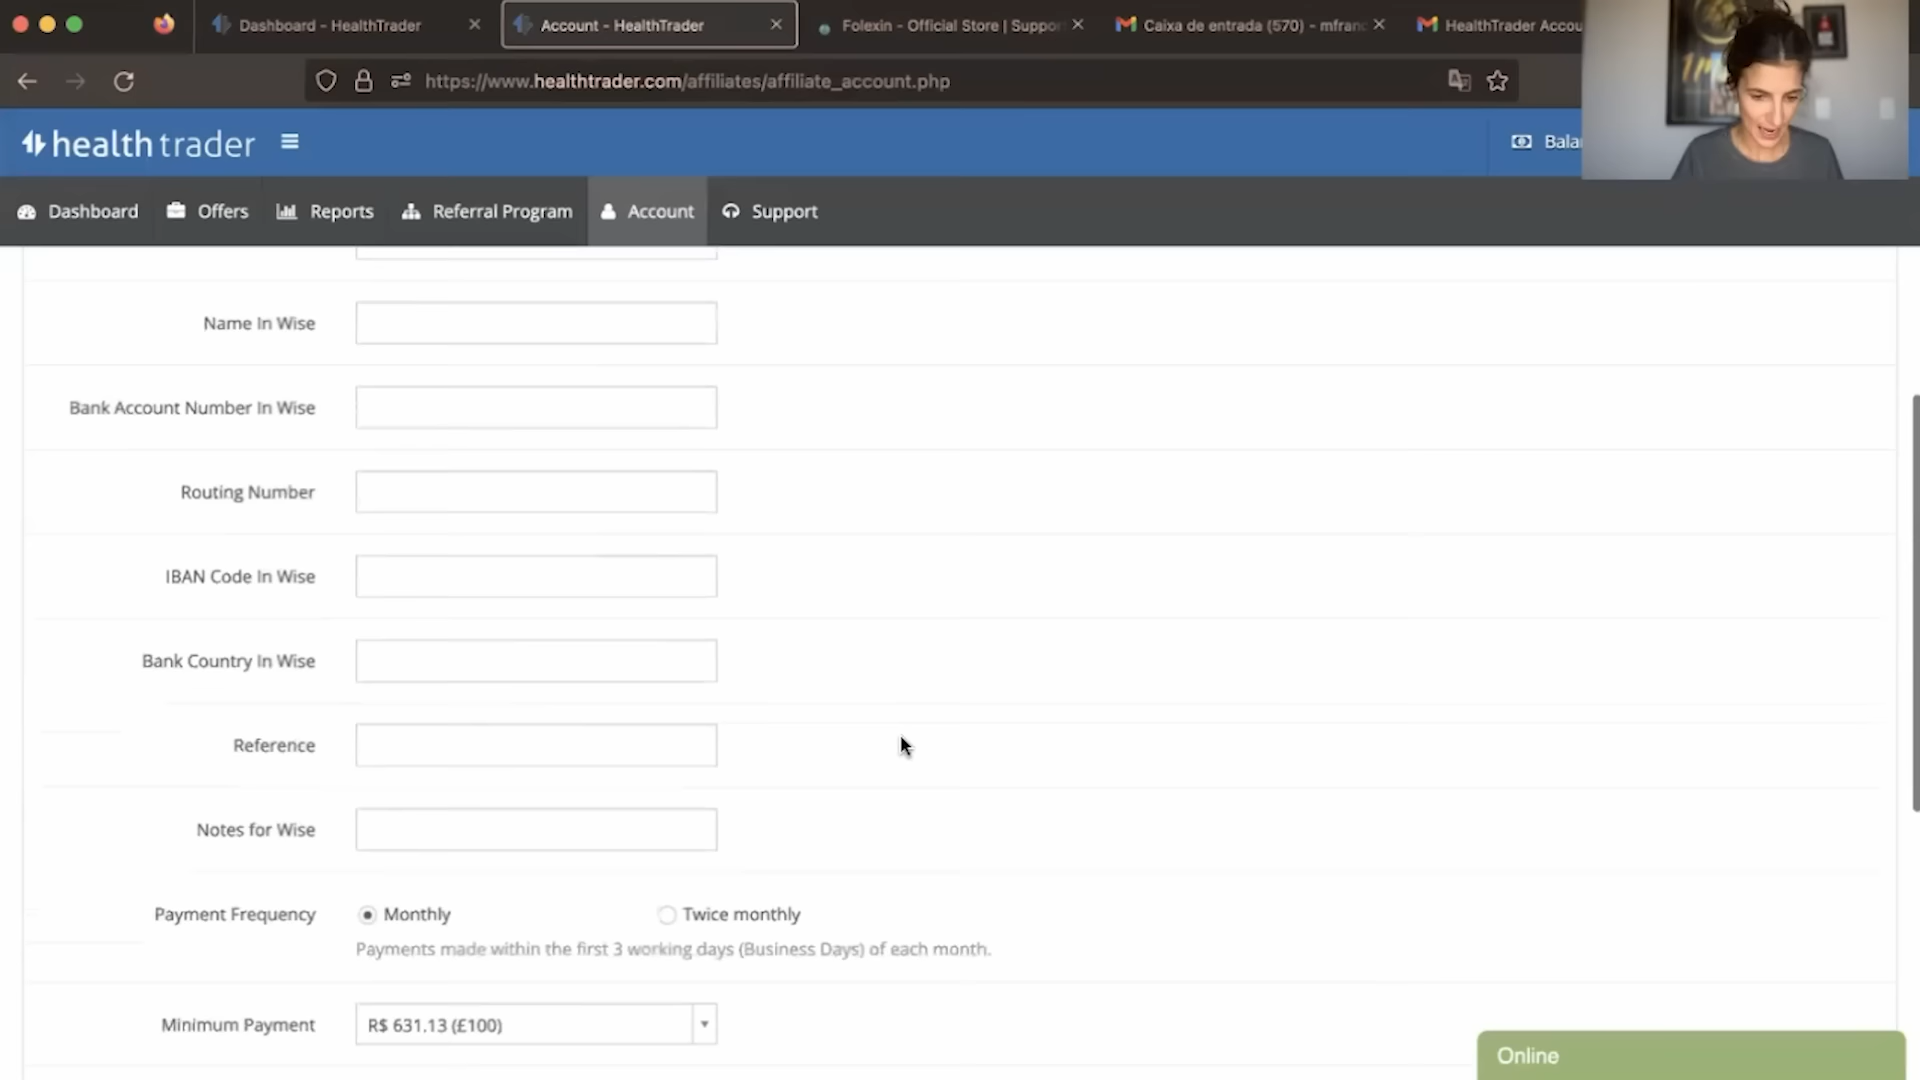 Dashboard - HealthTrader
Account - HealthTrader
Folexin - Official Store | Suppo
Caixa de entrada (570) - mfranc
HealthTrader Accou
https://www.healthtrader.com/affiliates/affiliate_account.php
health trader
Bala
Dashboard
Offers
Reports
Referral Program
Account
Support
Name In Wise
Bank Account Number In Wise
Routing Number
IBAN Code In Wise
Bank Country In Wise
Reference
Notes for Wise
Payment Frequency
Monthly
Twice monthly
Payments made within the first 3 working days (Business Days) of each month.
Minimum Payment
R$ 631.13 (£100)
Online